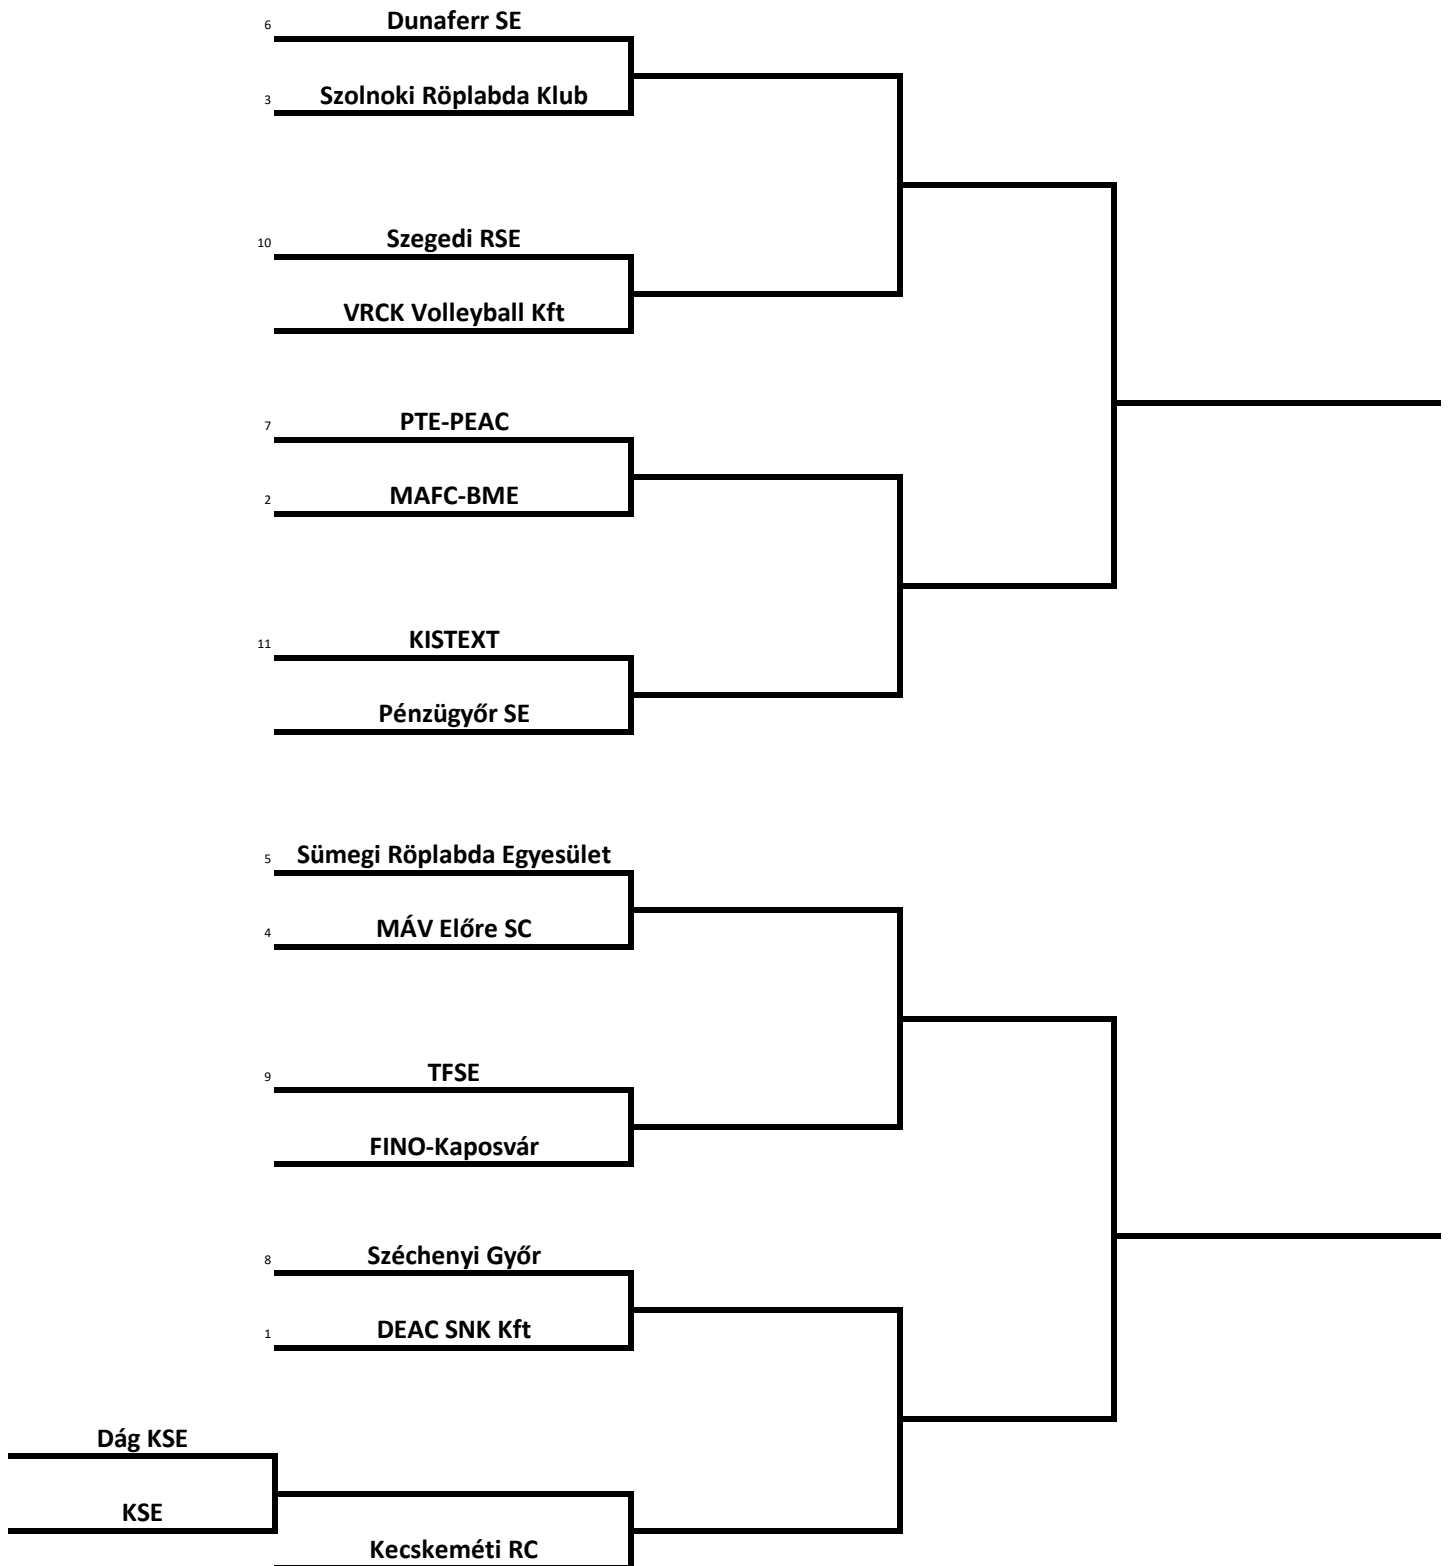 6 Dunaferr SE
3 Szolnoki Röplabda Klub
10 Szegedi RSE
VRCK Volleyball Kft
7 PTE-PEAC
2 MAFC-BME
11 KISTEXT
Pénzügyőr SE
5 Sümegi Röplabda Egyesület
4 MÁV Előre SC
9 TFSE
FINO-Kaposvár
8 Széchenyi Győr
1 DEAC SNK Kft
Dág KSE
KSE
Kecskeméti RC